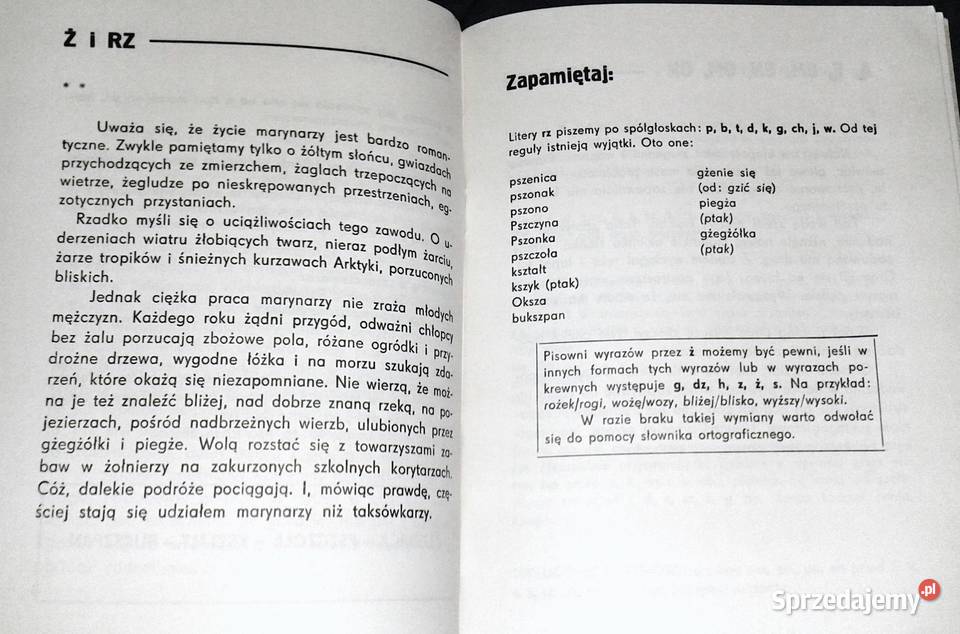 Ż i RZ
* *
Uważa się, że życie marynarzy jest bardzo roman-
tyczne. Zwykle pamiętamy tylko o żółtym słońcu, gwiazdach
przychodzących ze zmierzchem, żaglach trzepoczących na
wietrze, żegludze po nieskrępowanych przestrzeniach, eg-
zotycznych przystaniach.
Rzadko myśli się o uciążliwościach tego zawodu. O u-
derzeniach wiatru żłobiących twarz, nieraz podłym żarciu,
żarze tropików i śnieżnych kurzawach Arktyki, porzuconych
bliskich.
Jednak ciężka praca marynarzy nie zraża młodych
mężczyzn. Każdego roku żądni przygód, odważni chłopcy
bez żalu porzucają zbożowe pola, różane ogródki i przy-
drożne drzewa, wygodne łóżka i na morzu szukają zda-
rzeń, które okażą się niezapomniane. Nie wierzą, że moż-
na je też znaleźć bliżej, nad dobrze znaną rzeką, na po-
jezierzach, pośród nadbrzeżnych wierzb, ulubionych przez
gżegżółki i piegże. Wolą rozstać się z towarzyszami za-
baw w żołnierzy na zakurzonych szkolnych korytarzach.
Cóż, dalekie podróże pociągają. I, mówiąc prawdę, czę-
ściej stają się udziałem marynarzy niż taksówkarzy.
Zapamiętaj:
Litery rz piszemy po spółgłoskach: p, b, t, d, k, g, ch, j, w. Od tej
reguły istnieją wyjątki. Oto one:
pszenica
pszonak
pszono
Pszczyna
Pszonka
pszczoła
kształt
kszyk (ptak)
Oksza
bukszpan
gżenie się
(od: gzić się)
piegża
(ptak)
gżegżółka
(ptak)
Pisowni wyrazów przez ż możemy być pewni, jeśli w
innych formach tych wyrazów lub w wyrazach po-
krewnych występuje g, dz, h, z, ź, s. Na przykład:
rożek/rogi, wożę/wozy, bliżej/blisko, wyższy/wysoki.
W razie braku takiej wymiany warto odwołać
się do pomocy słownika ortograficznego.
Sprzedajemy.pl